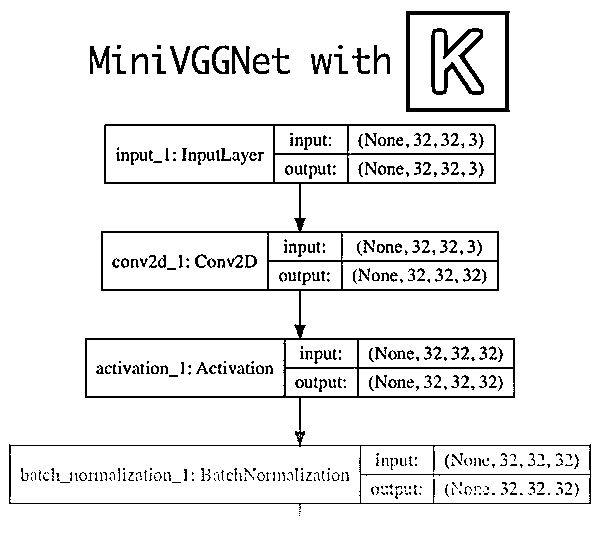 MiniVGGNet with K
input_1: InputLayer
input: (None, 32, 32, 3)
output: (None, 32, 32, 3)
conv2d_1: Conv2D
input: (None, 32, 32, 3)
output: (None, 32, 32, 32)
activation_1: Activation
input: (None, 32, 32, 32)
output: (None, 32, 32, 32)
batch_normalization_1: BatchNormalization
input: (None, 32, 32, 32)
output: (None, 32, 32, 32)